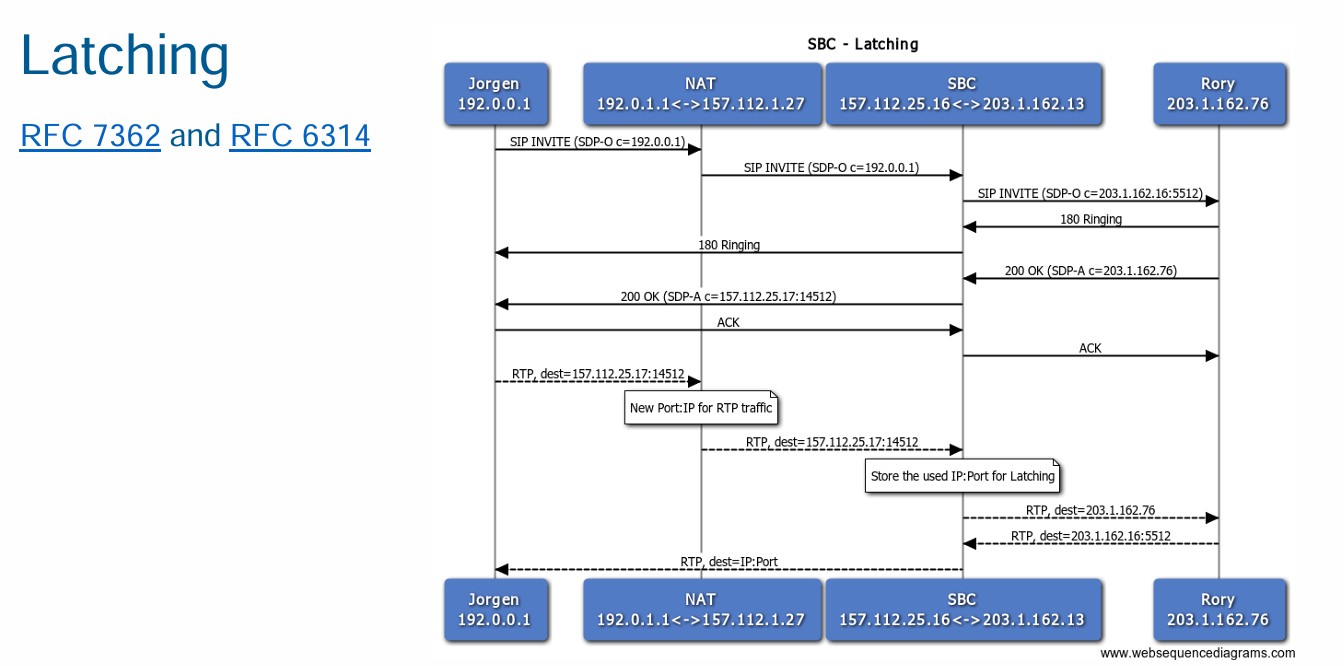 Latching
RFC 7362 and RFC 6314
SBC - Latching
Jorgen
192.0.0.1
NAT
192.0.1.1<->157.112.1.27
SBC
157.112.25.16<->203.1.162.13
Rory
203.1.162.76
SIP INVITE (SDP-O c=192.0.0.1)
SIP INVITE (SDP-O c=192.0.0.1)
SIP INVITE (SDP-O c=203.1.162.16:5512)
180 Ringing
180 Ringing
200 OK (SDP-A c=203.1.162.76)
200 OK (SDP-A c=157.112.25.17:14512)
ACK
ACK
RTP, dest=157.112.25.17:14512
New Port:IP for RTP traffic
RTP, dest=157.112.25.17:14512
Store the used IP:Port for Latching
RTP, dest=203.1.162.76
RTP, dest=203.1.162.16:5512
RTP, dest=IP:Port
Jorgen
192.0.0.1
NAT
192.0.1.1<->157.112.1.27
SBC
157.112.25.16<->203.1.162.13
Rory
203.1.162.76
www.websequencediagrams.com